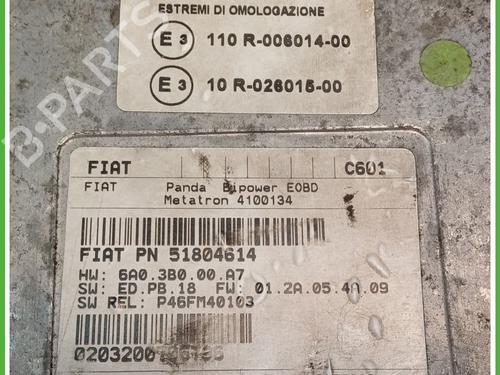 ESTREMI DI OMOLOGAZIONE
E 3 110 R-006014-00
E 3 10 R-026015-00
FIAT C601
FIAT Panda Bipower EOBD
Metatron 4100134
FIAT PN 51804614
HW: 6A0.3B0.00.A7
SW: ED.PB.18 FW: 01.2A.05.4A.09
SW REL: P46FM40103
B-PARTS